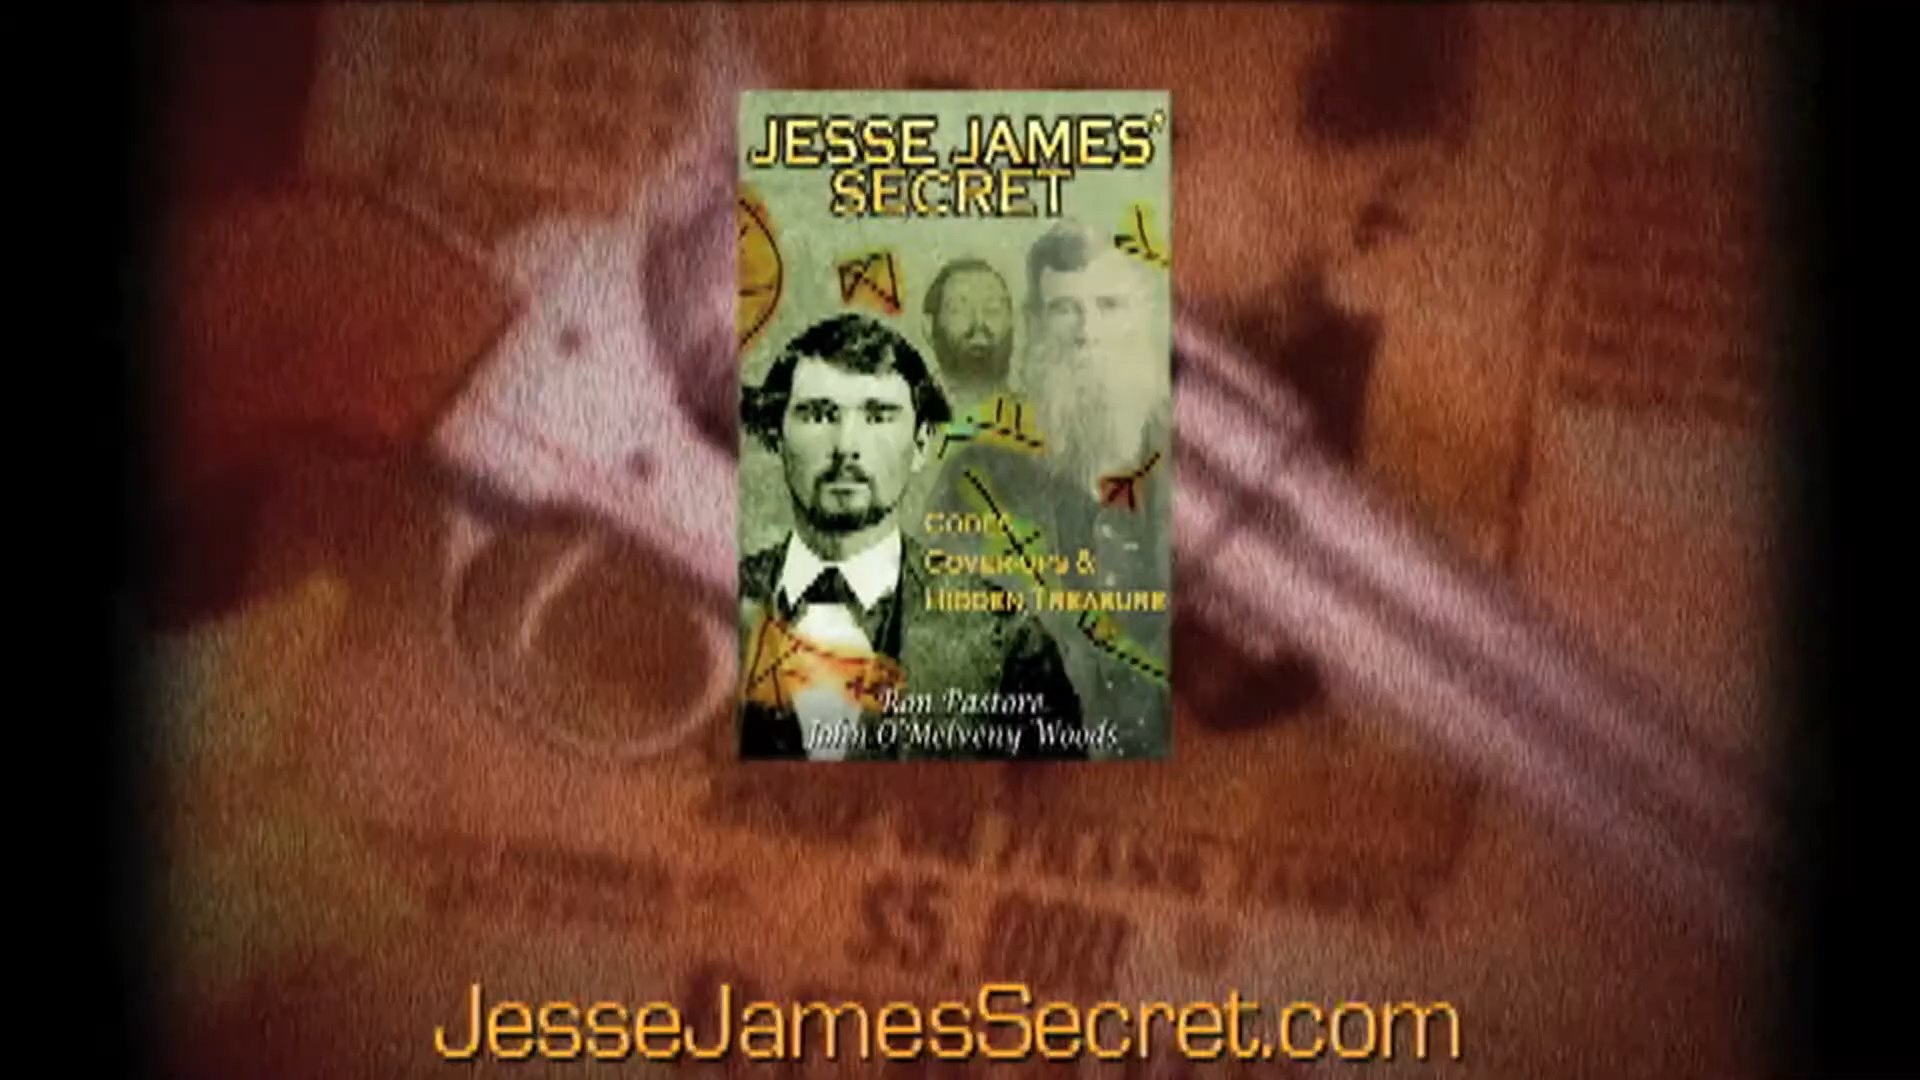 JESSE JAMES'
SECRET
CODES,
COVER-UPS &
HIDDEN TREASURE
Ron Pastore
John O'Melveny Woods
$5,000
JesseJamesSecret.com